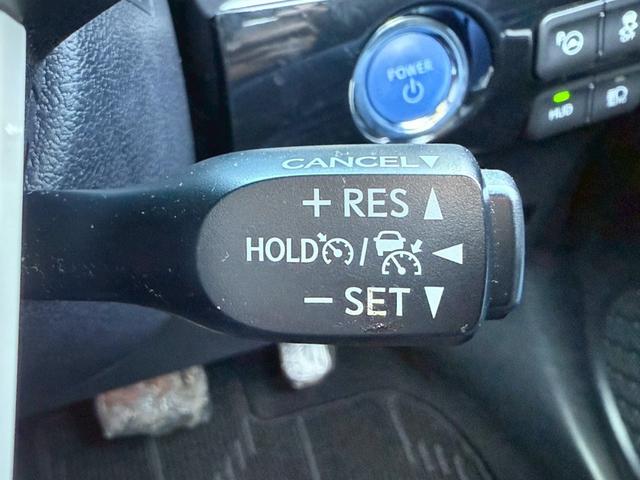 POWER
HUD
CANCEL▼
+ RES ▲
HOLD / ◀
− SET ▼